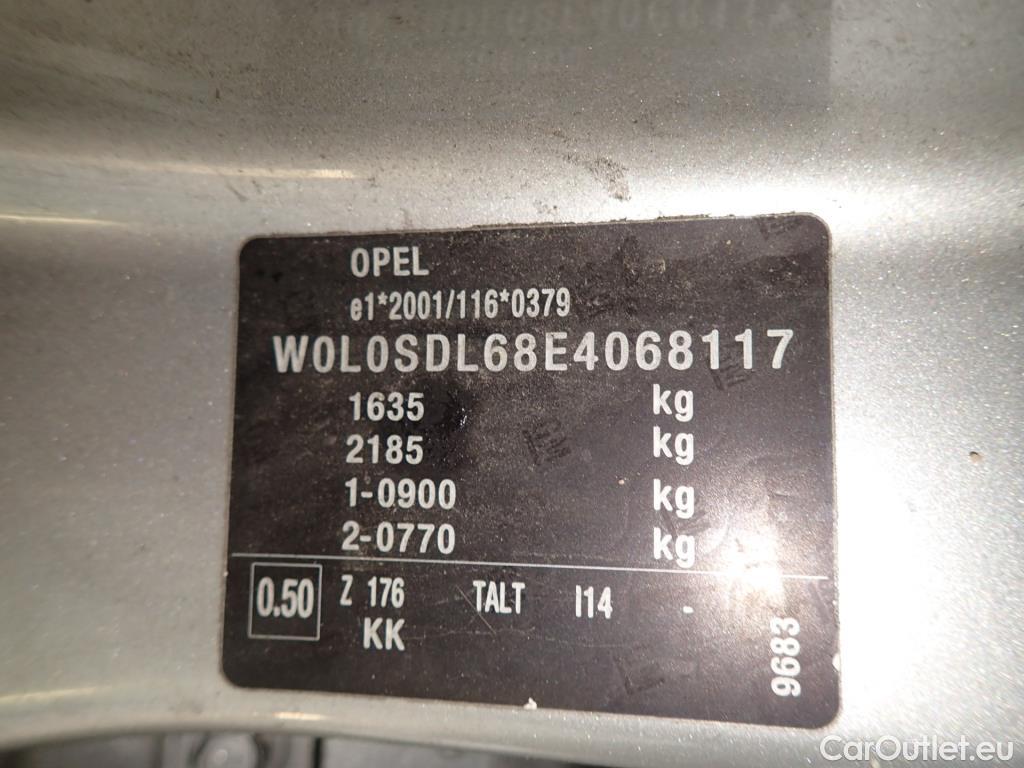 OPEL
e1*2001/116*0379
W0L0SDL68E4068117
1635 kg
2185 kg
1-0900 kg
2-0770 kg
0.50 Z 176 TALT I14 -
KK
9683
GM
CarOutlet.eu